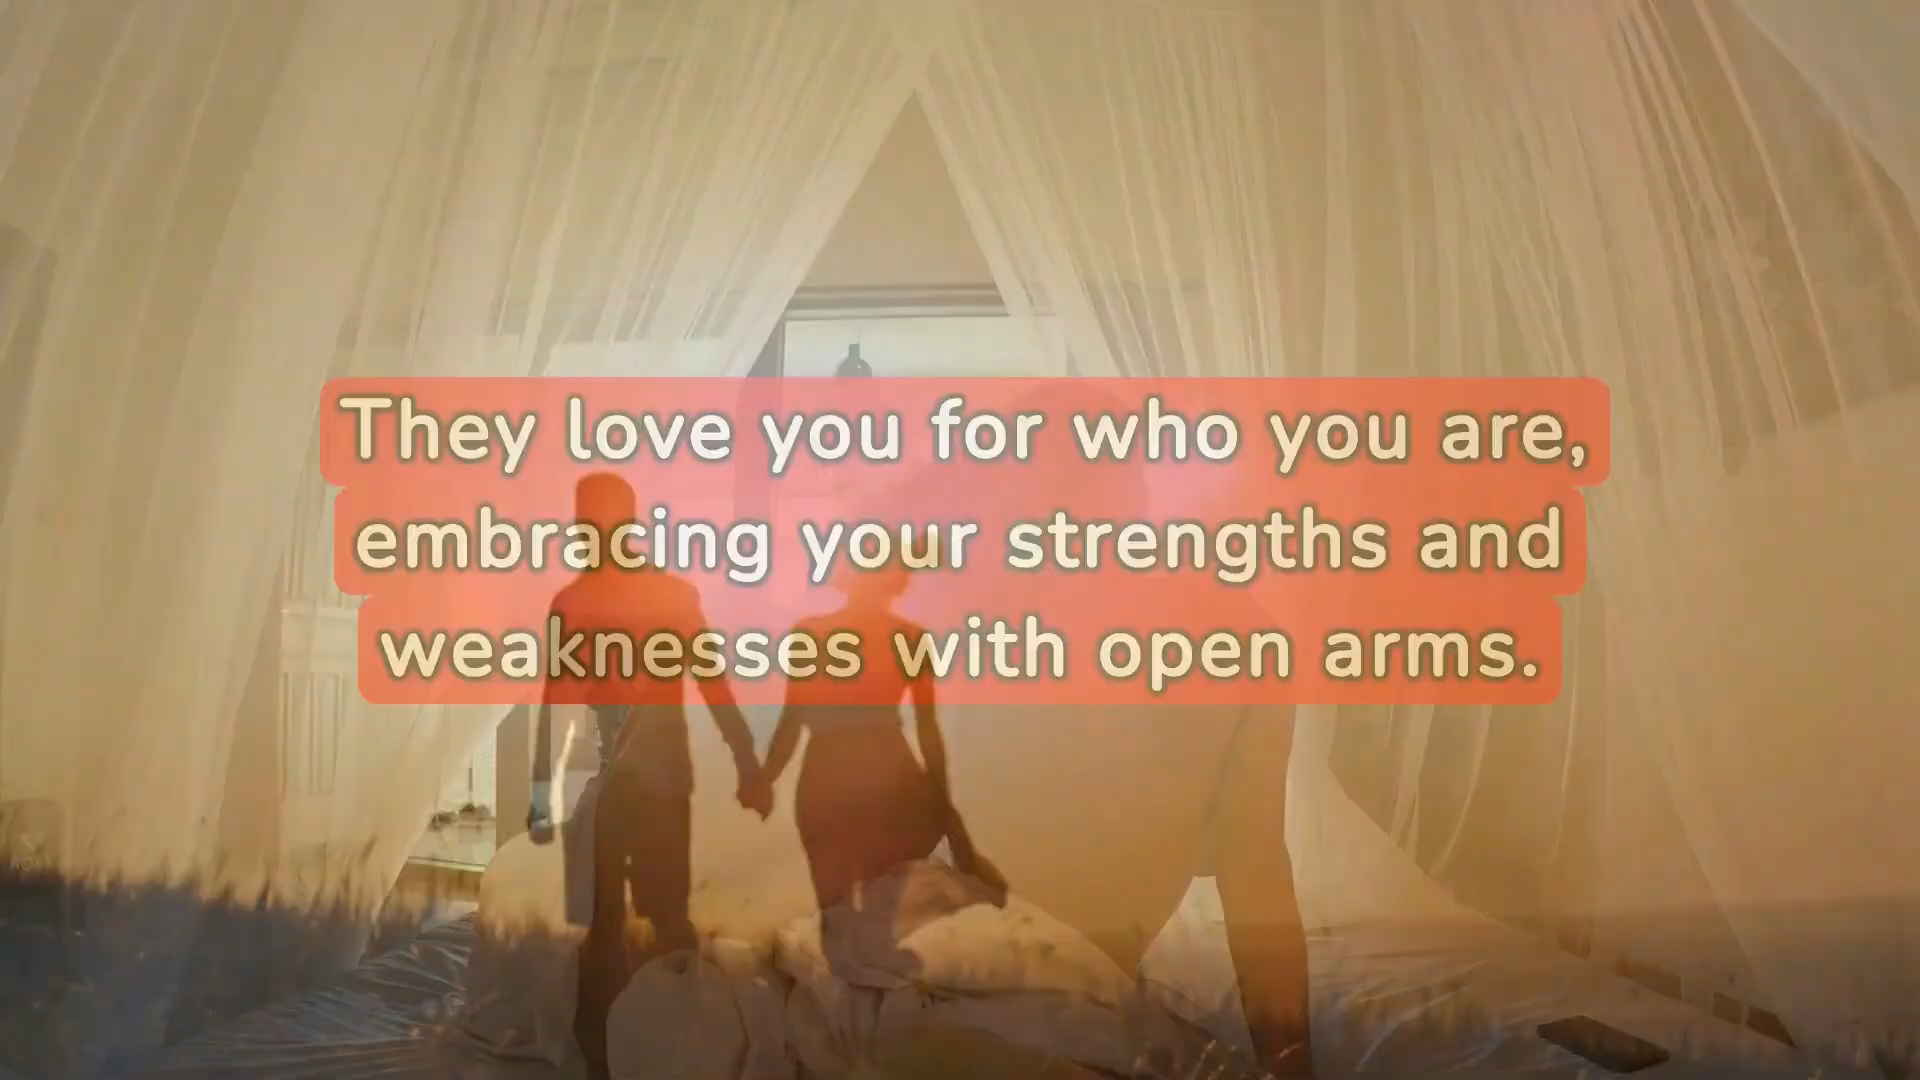 They love you for who you are,
embracing your strengths and
weaknesses with open arms.